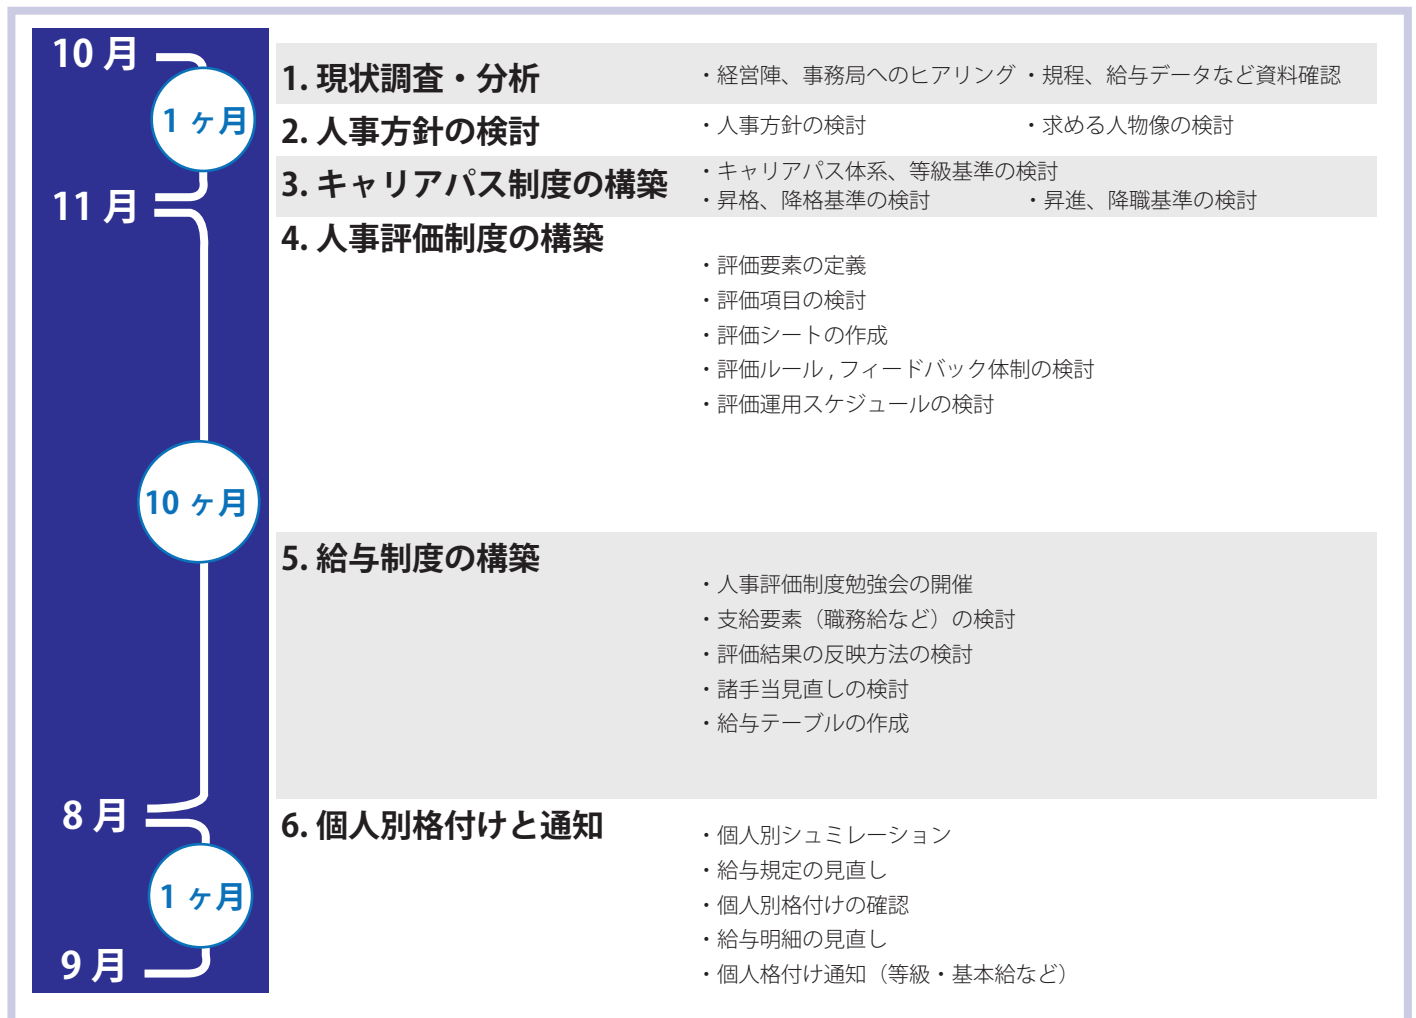 10 月
1 ヶ月
11 月
10 ヶ月
8 月
1 ヶ月
9 月
1. 現状調査・分析
・経営陣、事務局へのヒアリング ・規程、給与データなど資料確認
2. 人事方針の検討
・人事方針の検討 ・求める人物像の検討
3. キャリアパス制度の構築
・キャリアパス体系、等級基準の検討
・昇格、降格基準の検討 ・昇進、降職基準の検討
4. 人事評価制度の構築
・評価要素の定義
・評価項目の検討
・評価シートの作成
・評価ルール , フィードバック体制の検討
・評価運用スケジュールの検討
5. 給与制度の構築
・人事評価制度勉強会の開催
・支給要素（職務給など）の検討
・評価結果の反映方法の検討
・諸手当見直しの検討
・給与テーブルの作成
6. 個人別格付けと通知
・個人別シュミレーション
・給与規定の見直し
・個人別格付けの確認
・給与明細の見直し
・個人格付け通知（等級・基本給など）